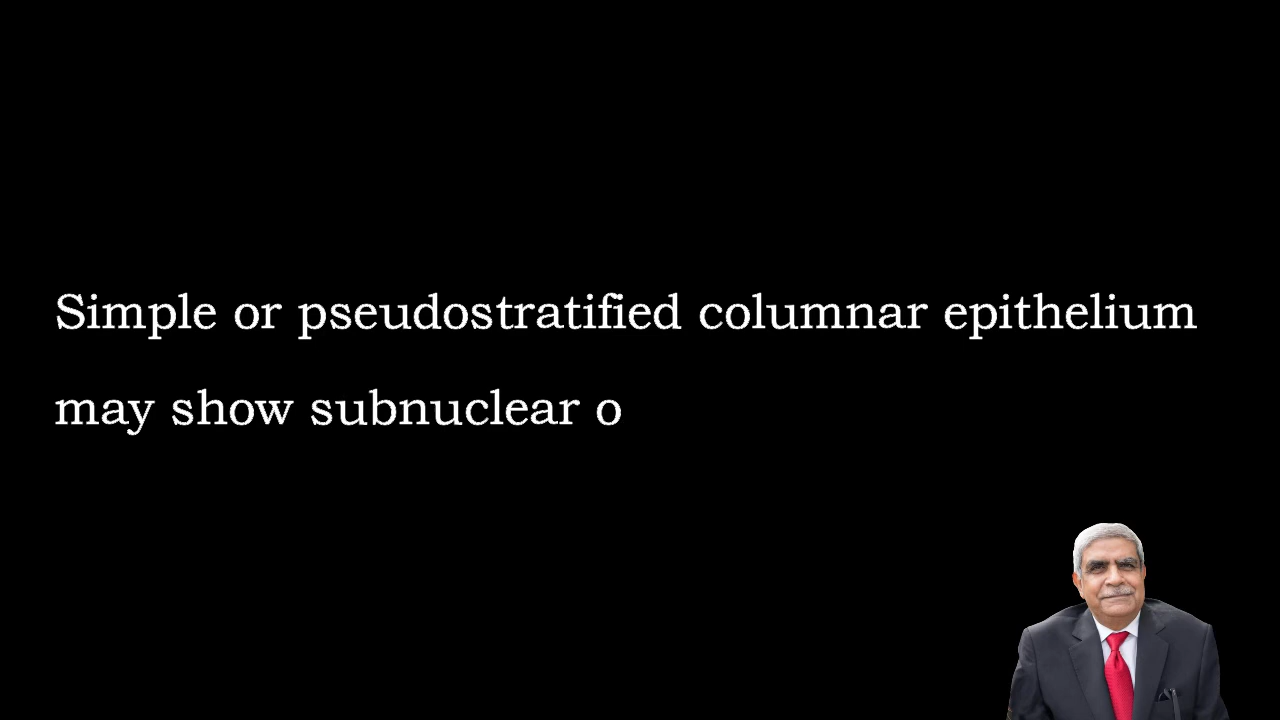 Simple or pseudostratified columnar epithelium
may show subnuclear o